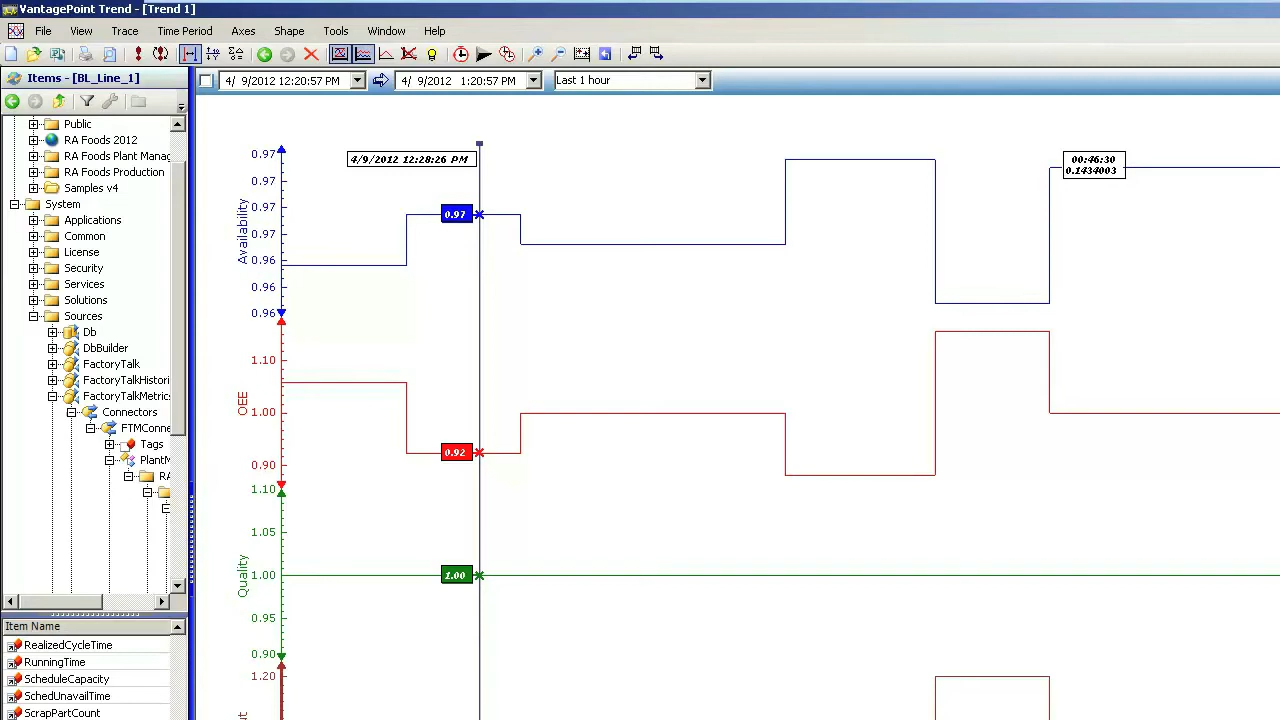 VantagePoint Trend - [Trend 1]
File View Trace Time Period Axes Shape Tools Window Help
Items - [BL_Line_1]
4/ 9/2012 12:20:57 PM
4/ 9/2012 1:20:57 PM
Last 1 hour
Public
RA Foods 2012
RA Foods Plant Manag
RA Foods Production
Samples v4
System
Applications
Common
License
Security
Services
Solutions
Sources
Db
DbBuilder
FactoryTalk
FactoryTalkHistori
FactoryTalkMetrics
Connectors
FTMConne
Tags
PlantM
RA
Item Name
RealizedCycleTime
RunningTime
ScheduleCapacity
SchedUnavailTime
ScrapPartCount
4/9/2012 12:28:26 PM
00:46:30
0.1434003
Availability
0.97
0.97
0.97
0.97
0.96
0.96
0.96
0.97
OEE
1.10
1.00
0.90
0.92
Quality
1.10
1.05
1.00
0.95
0.90
1.00
1.20